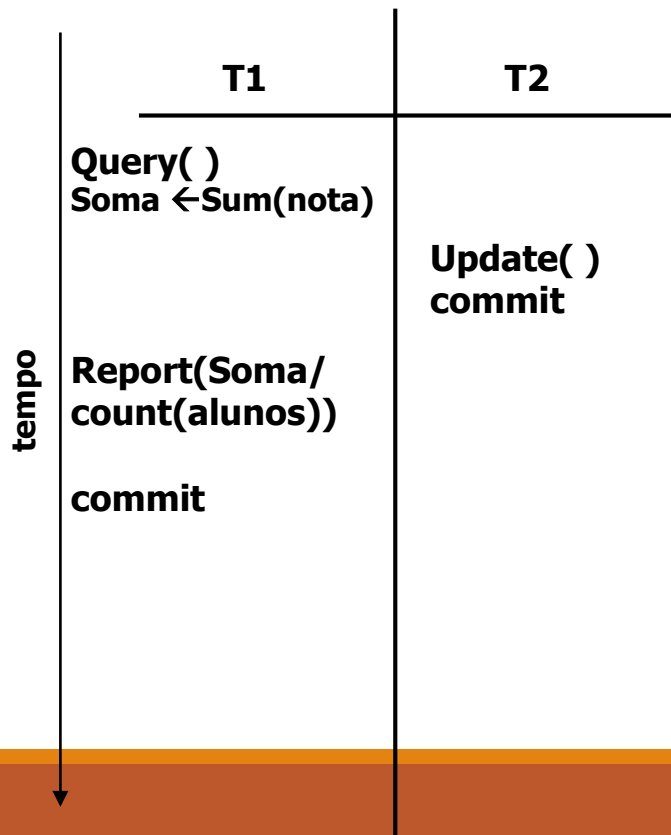 T1
T2
Query( )
Soma ←Sum(nota)
Update( )
commit
tempo
Report(Soma/
count(alunos))
commit